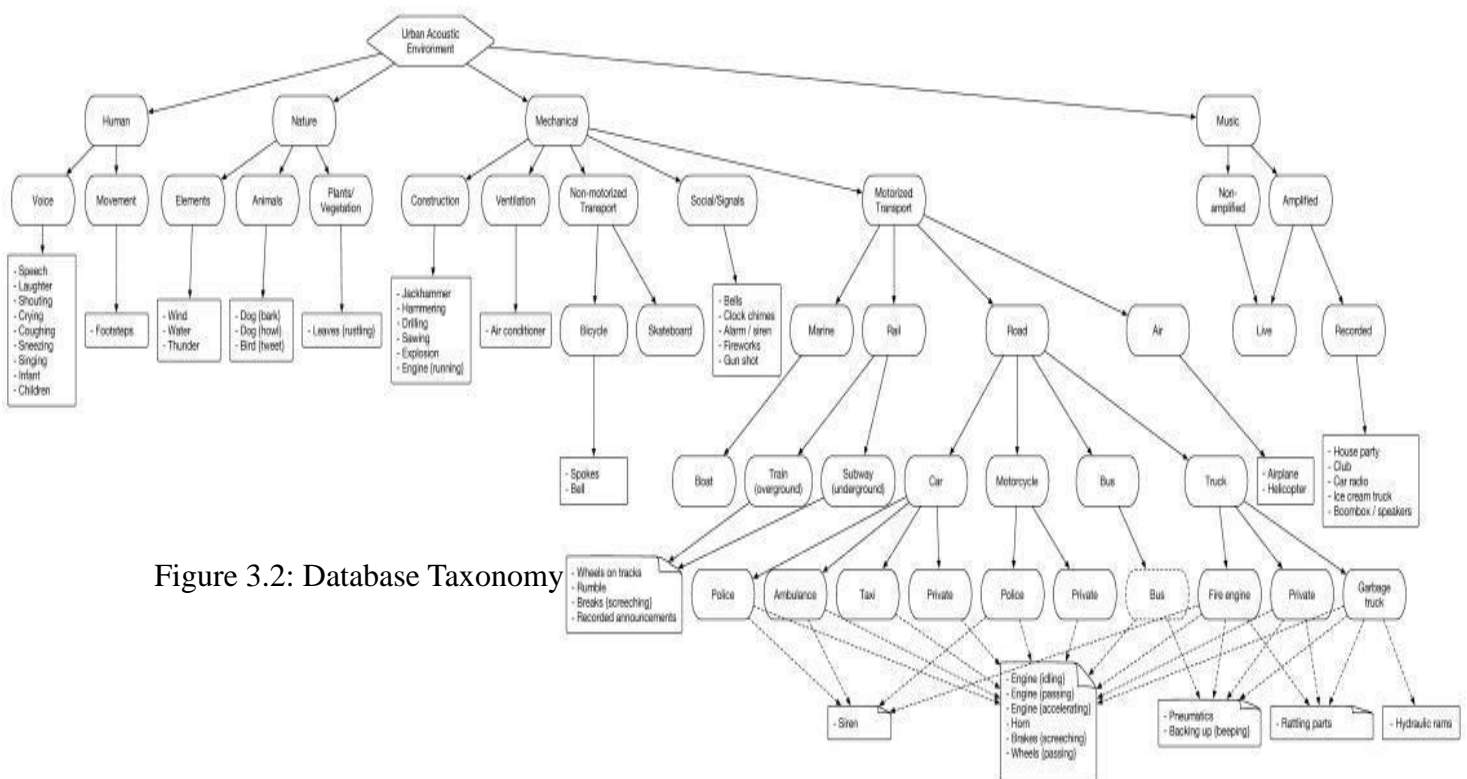 Urban Acoustic
Environment
Human
Nature
Mechanical
Music
Voice
Movement
Elements
Animals
Plants/
Vegetation
Construction
Ventilation
Non-motorized
Transport
Social/Signals
Motorized
Transport
Non-
amplified
Amplified
- Speech
- Laughter
- Shouting
- Crying
- Coughing
- Sneezing
- Singing
- Infant
- Children
- Footsteps
- Wind
- Water
- Thunder
- Dog (bark)
- Dog (howl)
- Bird (tweet)
- Leaves (rustling)
- Jackhammer
- Hammering
- Drilling
- Sawing
- Explosion
- Engine (running)
- Air conditioner
Bicycle
Skateboard
- Bells
- Clock chimes
- Alarm / siren
- Fireworks
- Gun shot
Marine
Rail
Road
Air
Live
Recorded
- Spokes
- Bell
Boat
Train
(overground)
Subway
(underground)
Car
Motorcycle
Bus
Truck
- Airplane
- Helicopter
- House party
- Club
- Car radio
- Ice cream truck
- Boombox / speakers
Figure 3.2: Database Taxonomy
- Wheels on tracks
- Rumble
- Breaks (screeching)
- Recorded announcements
Police
Ambulance
Taxi
Private
Police
Private
Bus
Fire engine
Private
Garbage
truck
- Siren
- Engine (idling)
- Engine (passing)
- Engine (accelerating)
- Horn
- Brakes (screeching)
- Wheels (passing)
- Pneumatics
- Backing up (beeping)
- Rattling parts
- Hydraulic rams